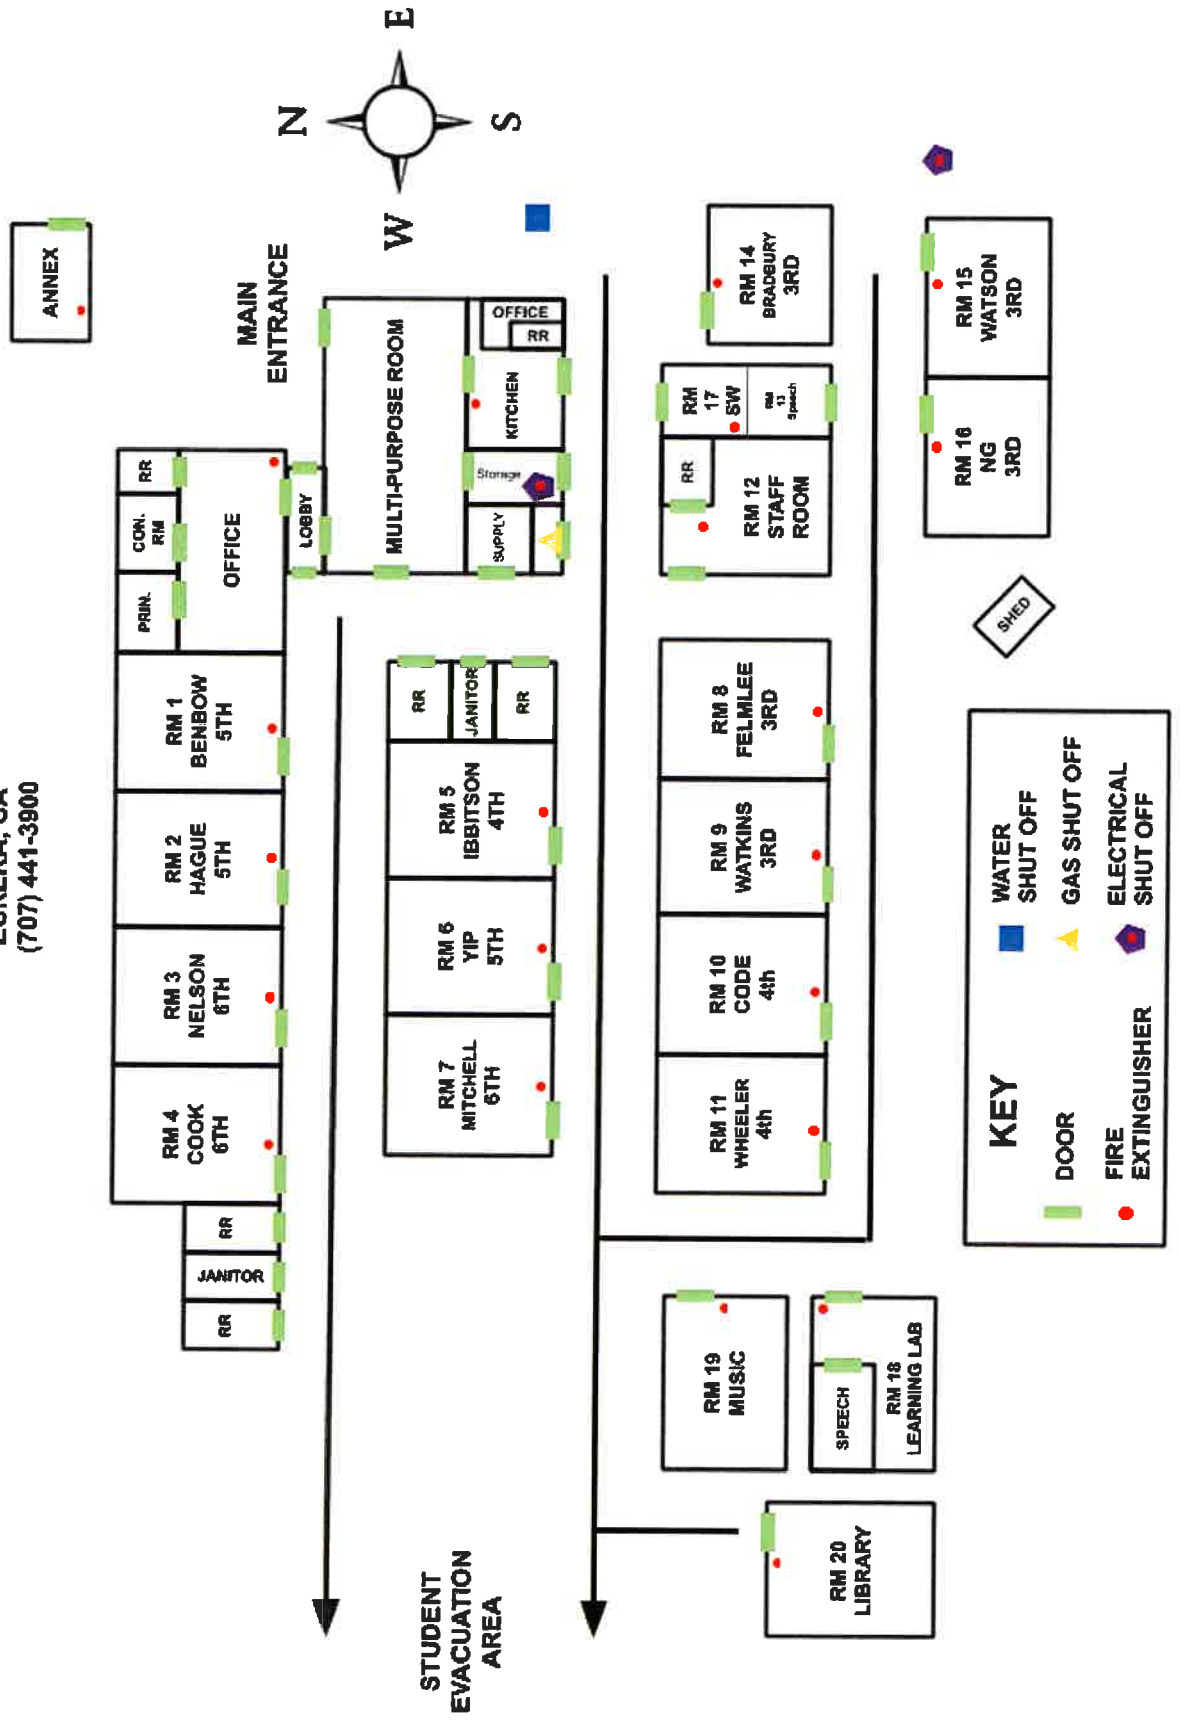 EUREKA, CA
(707) 441-3900
ANNEX
MAIN
ENTRANCE
N
E
S
W
RR
CON.
RM
PRIN.
OFFICE
LOBBY
RM 1
BENBOW
5TH
RM 2
HAGUE
5TH
RM 3
NELSON
6TH
RM 4
COOK
6TH
RR
JANITOR
RR
MULTI-PURPOSE ROOM
OFFICE
RR
KITCHEN
Storage
SUPPLY
RR
JANITOR
RR
RM 5
IBBITSON
4TH
RM 6
YIP
5TH
RM 7
MITCHELL
6TH
STUDENT
EVACUATION
AREA
RM 14
BRADBURY
3RD
RM
17
SW
RM
13
Speech
RR
RM 12
STAFF
ROOM
RM 8
FELMLEE
3RD
RM 9
WATKINS
3RD
RM 10
CODE
4th
RM 11
WHEELER
4th
RM 19
MUSIC
SPEECH
RM 18
LEARNING LAB
RM 20
LIBRARY
RM 15
WATSON
3RD
RM 16
NG
3RD
SHED
KEY
DOOR
FIRE
EXTINGUISHER
WATER
SHUT OFF
GAS SHUT OFF
ELECTRICAL
SHUT OFF